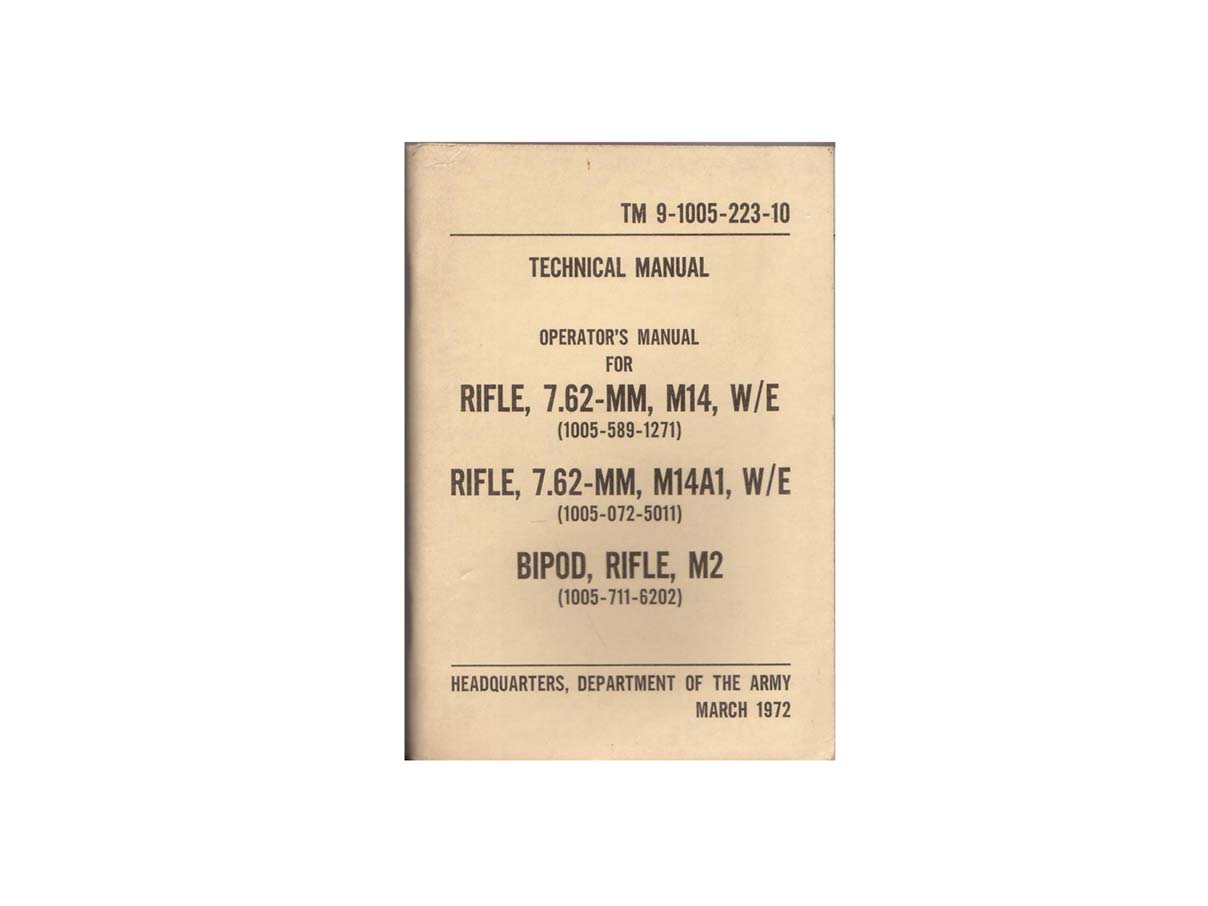 TM 9-1005-223-10
TECHNICAL MANUAL
OPERATOR'S MANUAL
FOR
RIFLE, 7.62-MM, M14, W/E
(1005-589-1271)
RIFLE, 7.62-MM, M14A1, W/E
(1005-072-5011)
BIPOD, RIFLE, M2
(1005-711-6202)
HEADQUARTERS, DEPARTMENT OF THE ARMY
MARCH 1972